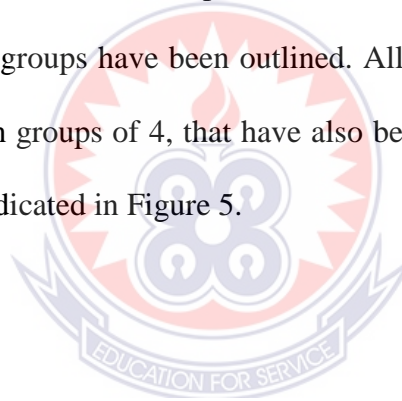 groups have been outlined. All
groups of 4, that have also be
dicated in Figure 5.
EDUCATION FOR SERVICE